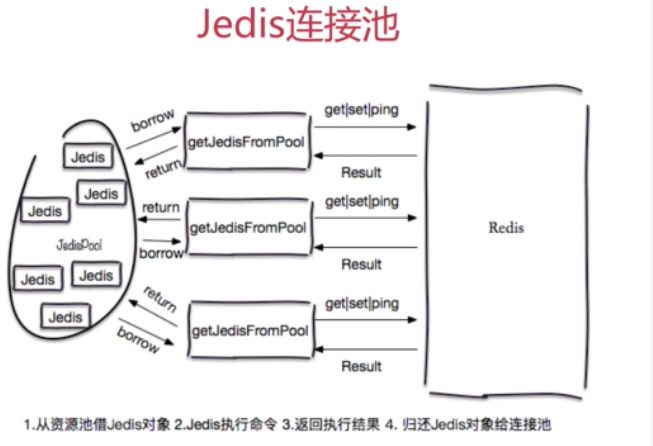 Jedis连接池
borrow
return
getJedisFromPool
get|set|ping
Result
Jedis
Jedis
Jedis
JedisPool
Jedis
Jedis
Jedis
return
borrow
getJedisFromPool
get|set|ping
Result
Redis
return
borrow
getJedisFromPool
get|set|ping
Result
1.从资源池借Jedis对象 2.Jedis执行命令 3.返回执行结果 4. 归还Jedis对象给连接池